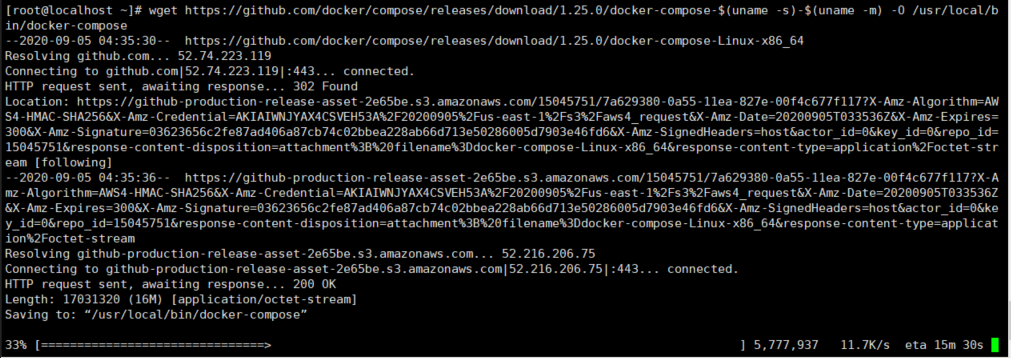 [root@localhost ~]# wget https://github.com/docker/compose/releases/download/1.25.0/docker-compose-$(uname -s)-$(uname -m) -O /usr/local/b
in/docker-compose
--2020-09-05 04:35:30--  https://github.com/docker/compose/releases/download/1.25.0/docker-compose-Linux-x86_64
Resolving github.com... 52.74.223.119
Connecting to github.com|52.74.223.119|:443... connected.
HTTP request sent, awaiting response... 302 Found
Location: https://github-production-release-asset-2e65be.s3.amazonaws.com/15045751/7a629380-0a55-11ea-827e-00f4c677f117?X-Amz-Algorithm=AW
S4-HMAC-SHA256&X-Amz-Credential=AKIAIWNJYAX4CSVEH53A%2F20200905%2Fus-east-1%2Fs3%2Faws4_request&X-Amz-Date=20200905T033536Z&X-Amz-Expires=
300&X-Amz-Signature=03623656c2fe87ad406a87cb74c02bbea228ab66d713e50286005d7903e46fd6&X-Amz-SignedHeaders=host&actor_id=0&key_id=0&repo_id=
15045751&response-content-disposition=attachment%3B%20filename%3Ddocker-compose-Linux-x86_64&response-content-type=application%2Foctet-str
eam [following]
--2020-09-05 04:35:36--  https://github-production-release-asset-2e65be.s3.amazonaws.com/15045751/7a629380-0a55-11ea-827e-00f4c677f117?X-A
mz-Algorithm=AWS4-HMAC-SHA256&X-Amz-Credential=AKIAIWNJYAX4CSVEH53A%2F20200905%2Fus-east-1%2Fs3%2Faws4_request&X-Amz-Date=20200905T033536Z
&X-Amz-Expires=300&X-Amz-Signature=03623656c2fe87ad406a87cb74c02bbea228ab66d713e50286005d7903e46fd6&X-Amz-SignedHeaders=host&actor_id=0&ke
y_id=0&repo_id=15045751&response-content-disposition=attachment%3B%20filename%3Ddocker-compose-Linux-x86_64&response-content-type=applicat
ion%2Foctet-stream
Resolving github-production-release-asset-2e65be.s3.amazonaws.com... 52.216.206.75
Connecting to github-production-release-asset-2e65be.s3.amazonaws.com|52.216.206.75|:443... connected.
HTTP request sent, awaiting response... 200 OK
Length: 17031320 (16M) [application/octet-stream]
Saving to: “/usr/local/bin/docker-compose”
33% [===============================>                                                                  ] 5,777,937   11.7K/s  eta 15m 30s